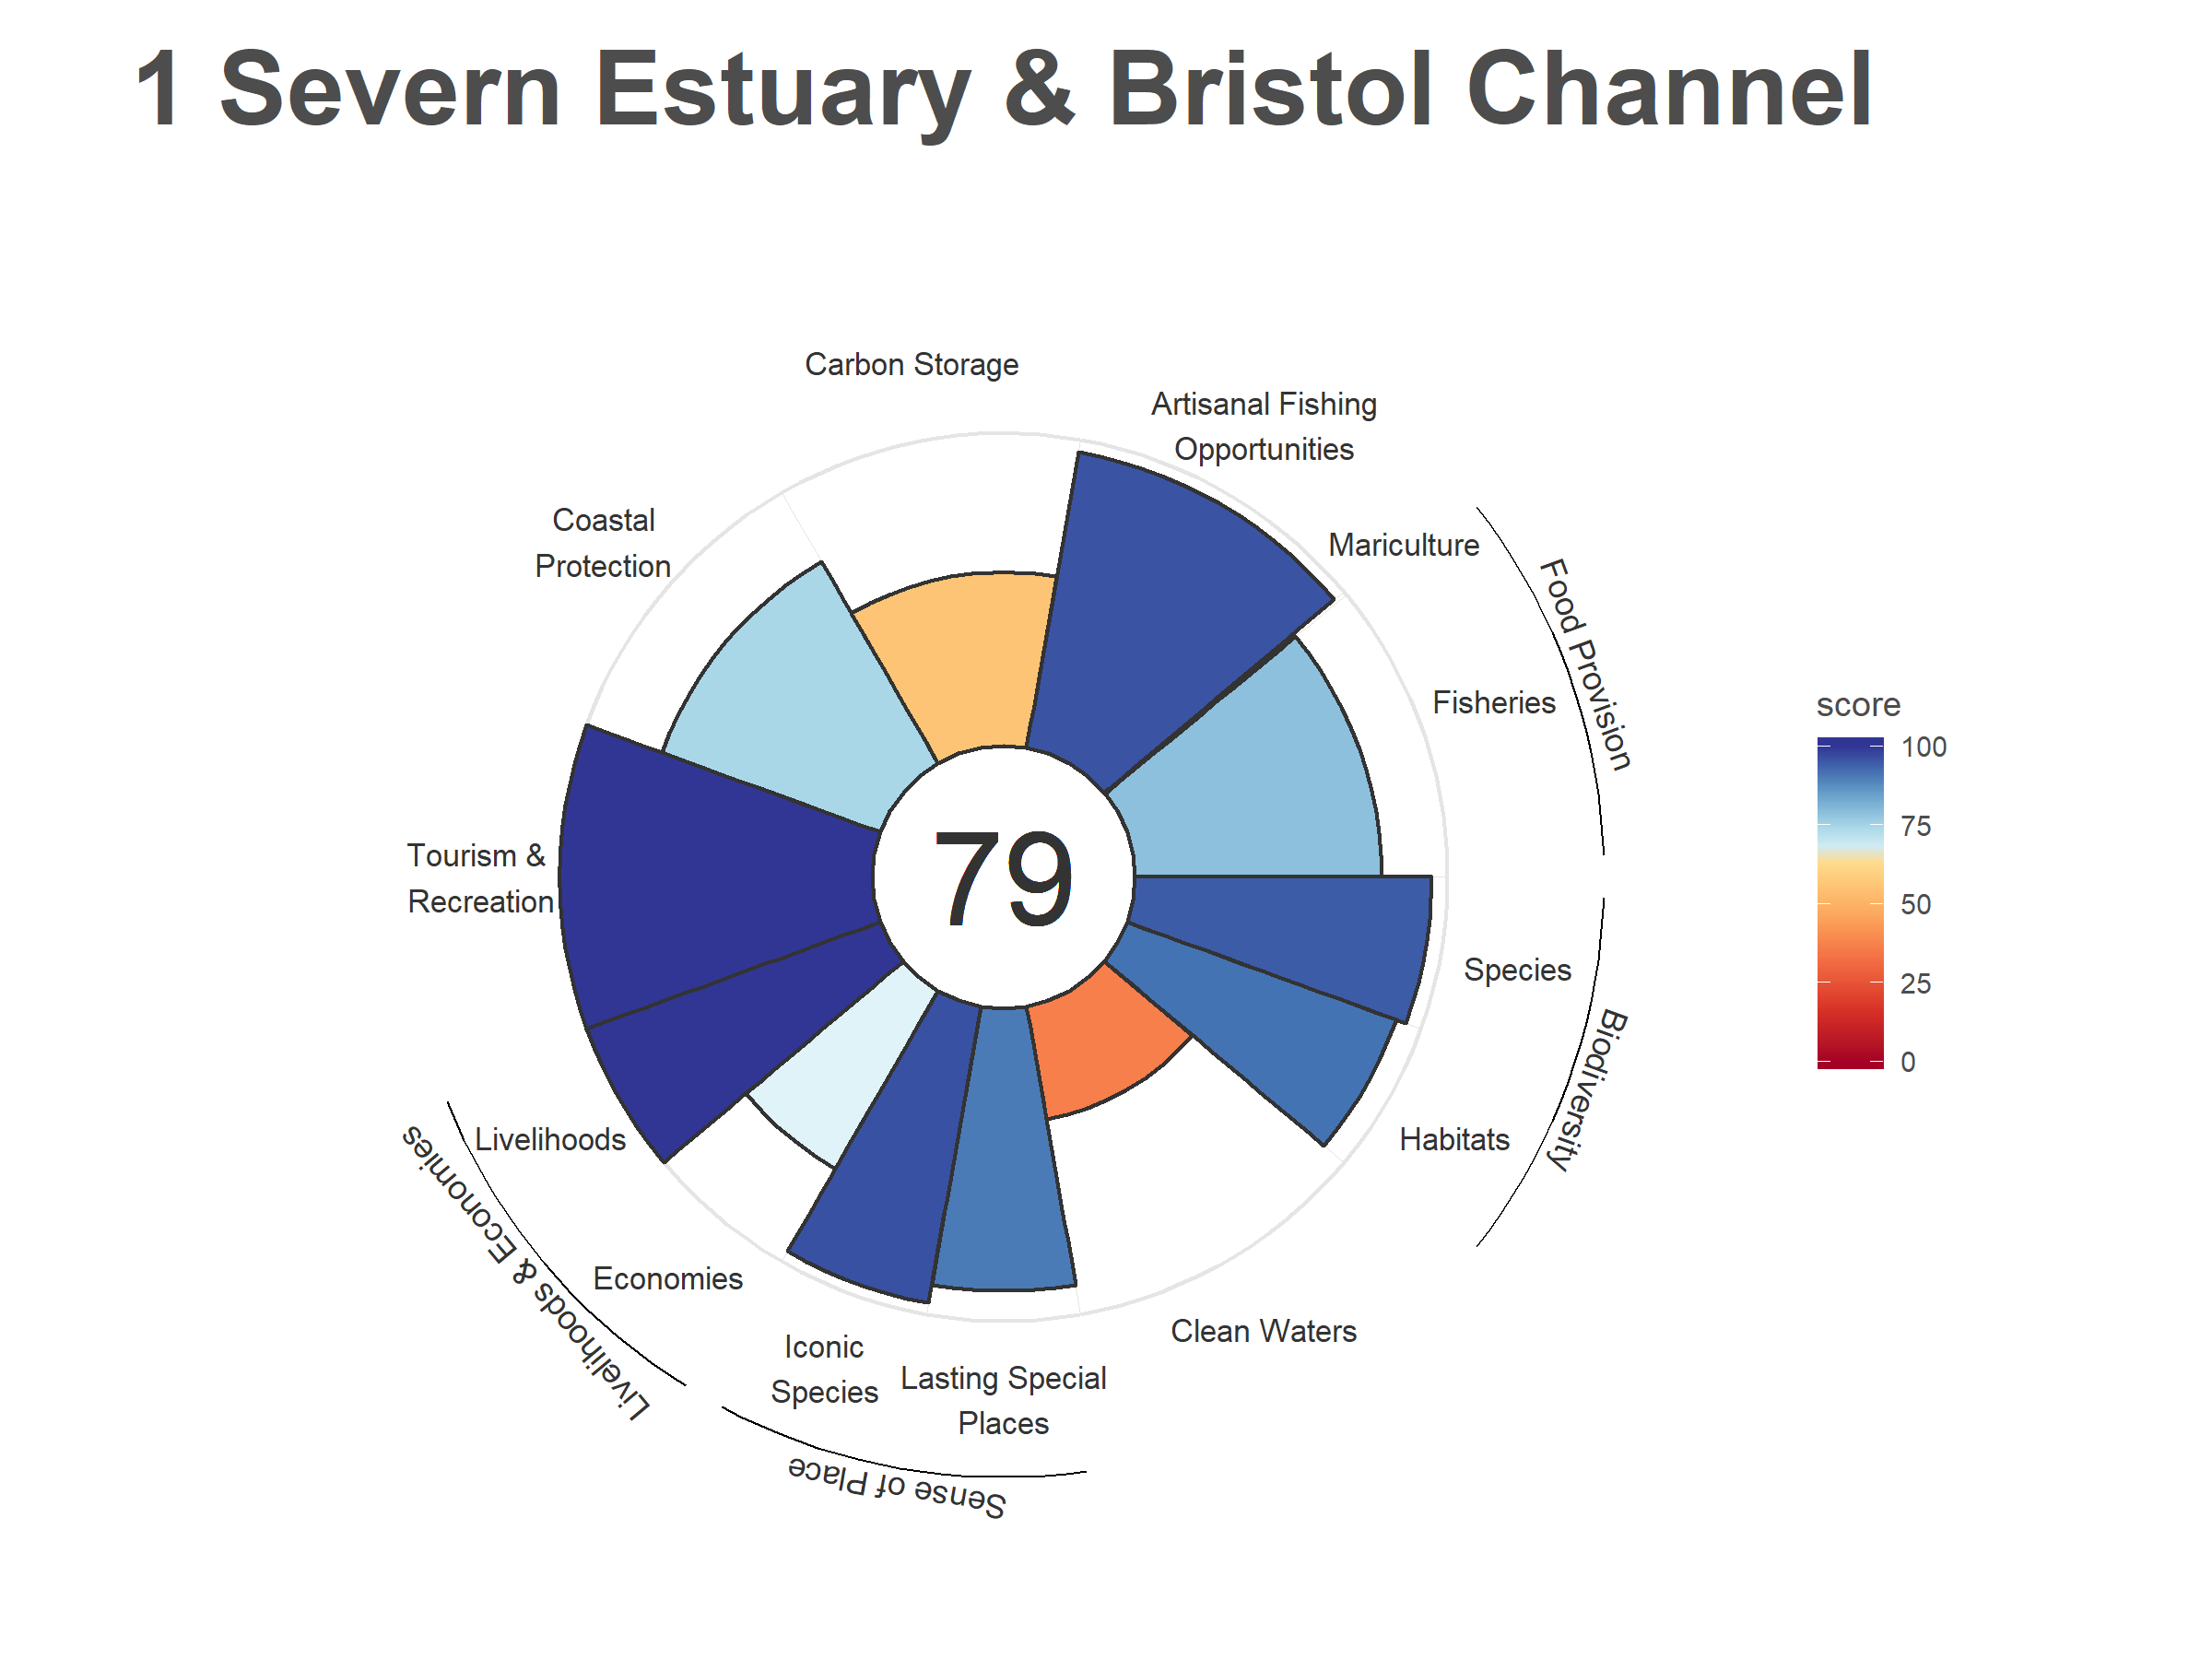 1 Severn Estuary & Bristol Channel
Carbon Storage
Artisanal Fishing
Opportunities
Coastal
Protection
Mariculture
Food Provision
Fisheries
score
100
75
50
25
0
79
Tourism &
Recreation
Species
Biodiversity
Habitats
Livelihoods
Livelihoods & Economies
Economies
Clean Waters
Iconic
Species
Lasting Special
Places
Sense of Place